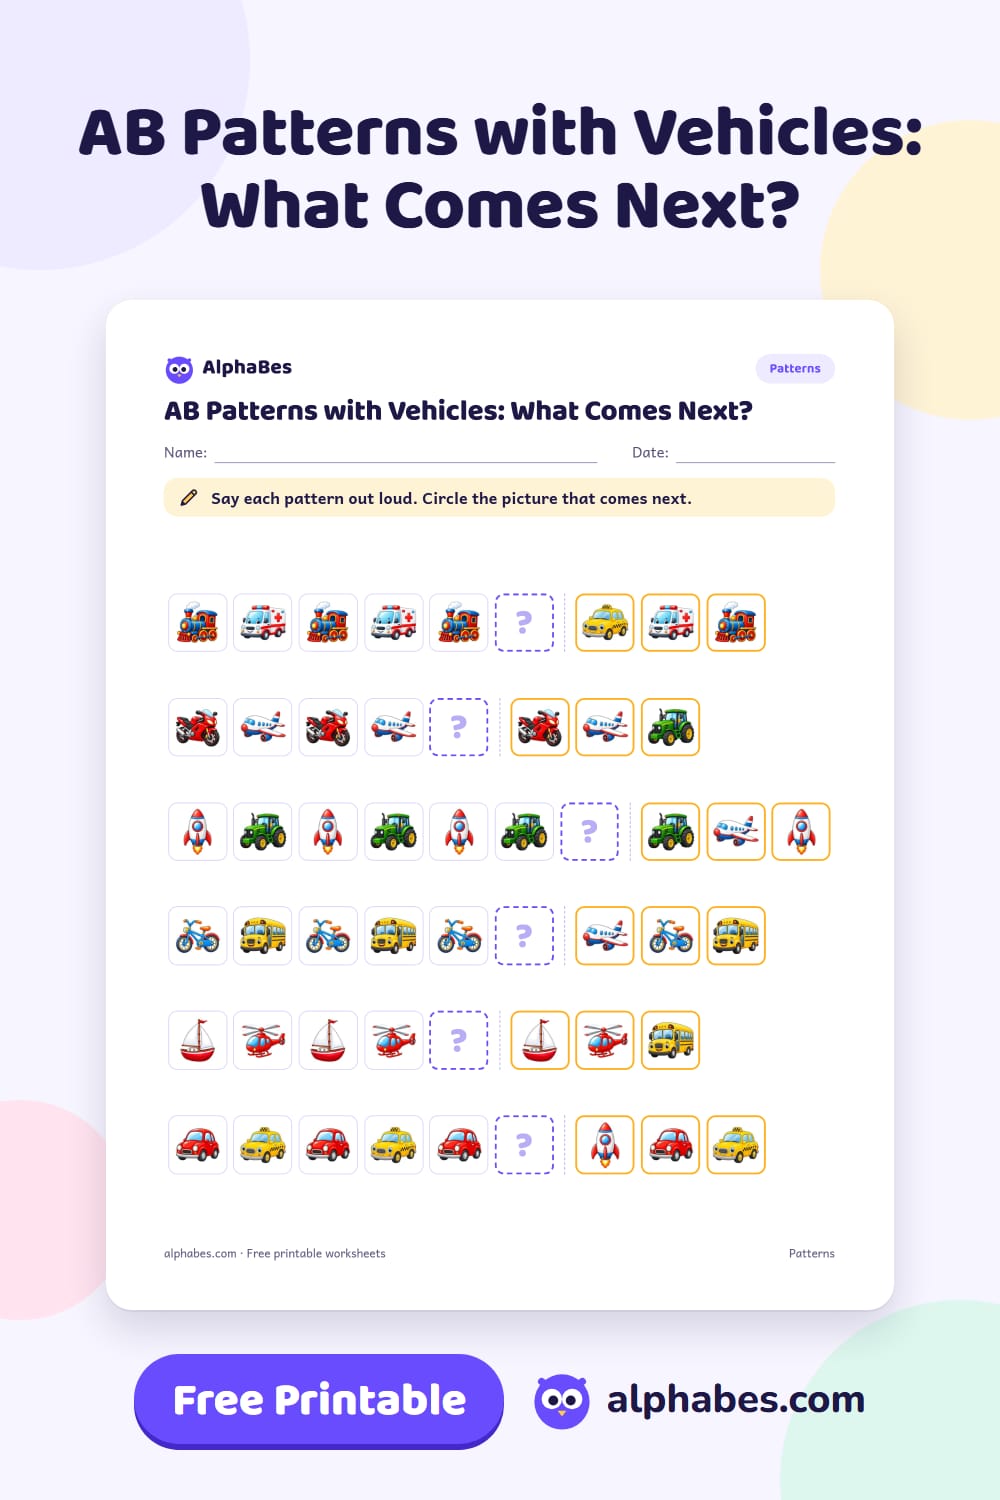 AB Patterns with Vehicles:
What Comes Next?
AlphaBes
Patterns
AB Patterns with Vehicles: What Comes Next?
Name:
Date:
Say each pattern out loud. Circle the picture that comes next.
?
?
?
?
?
?
alphabes.com · Free printable worksheets
Patterns
Free Printable
alphabes.com